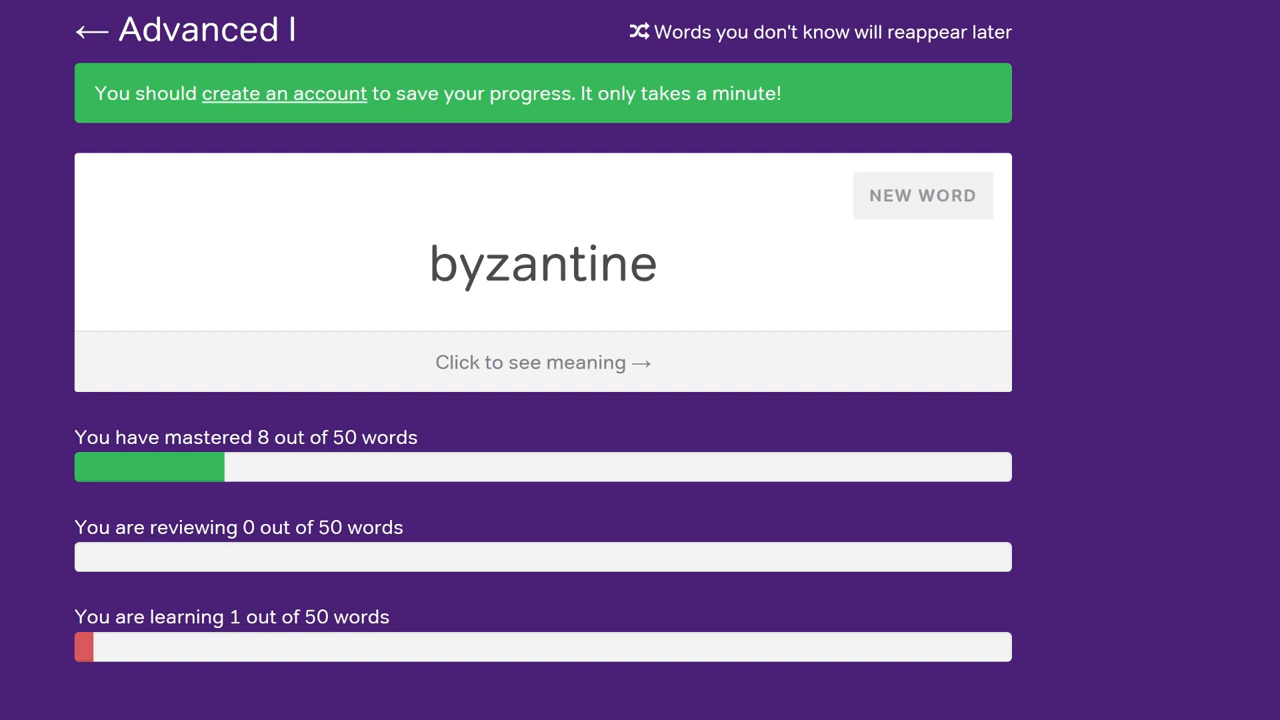 ← Advanced I
Words you don't know will reappear later
You should create an account to save your progress. It only takes a minute!
NEW WORD
byzantine
Click to see meaning →
You have mastered 8 out of 50 words
You are reviewing 0 out of 50 words
You are learning 1 out of 50 words